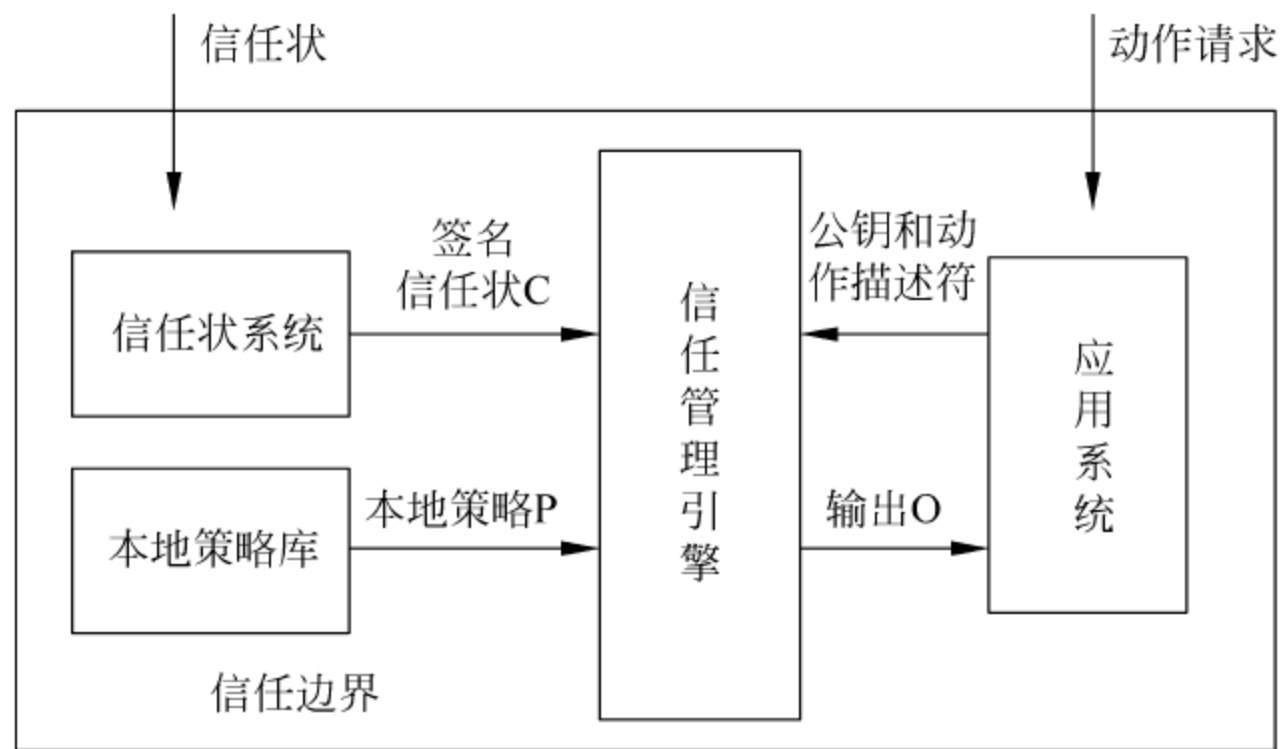 信任状
动作请求
签名
信任状C
公钥和动
作描述符
信任状系统
信任管理引擎
应用系统
本地策略P
输出O
本地策略库
信任边界